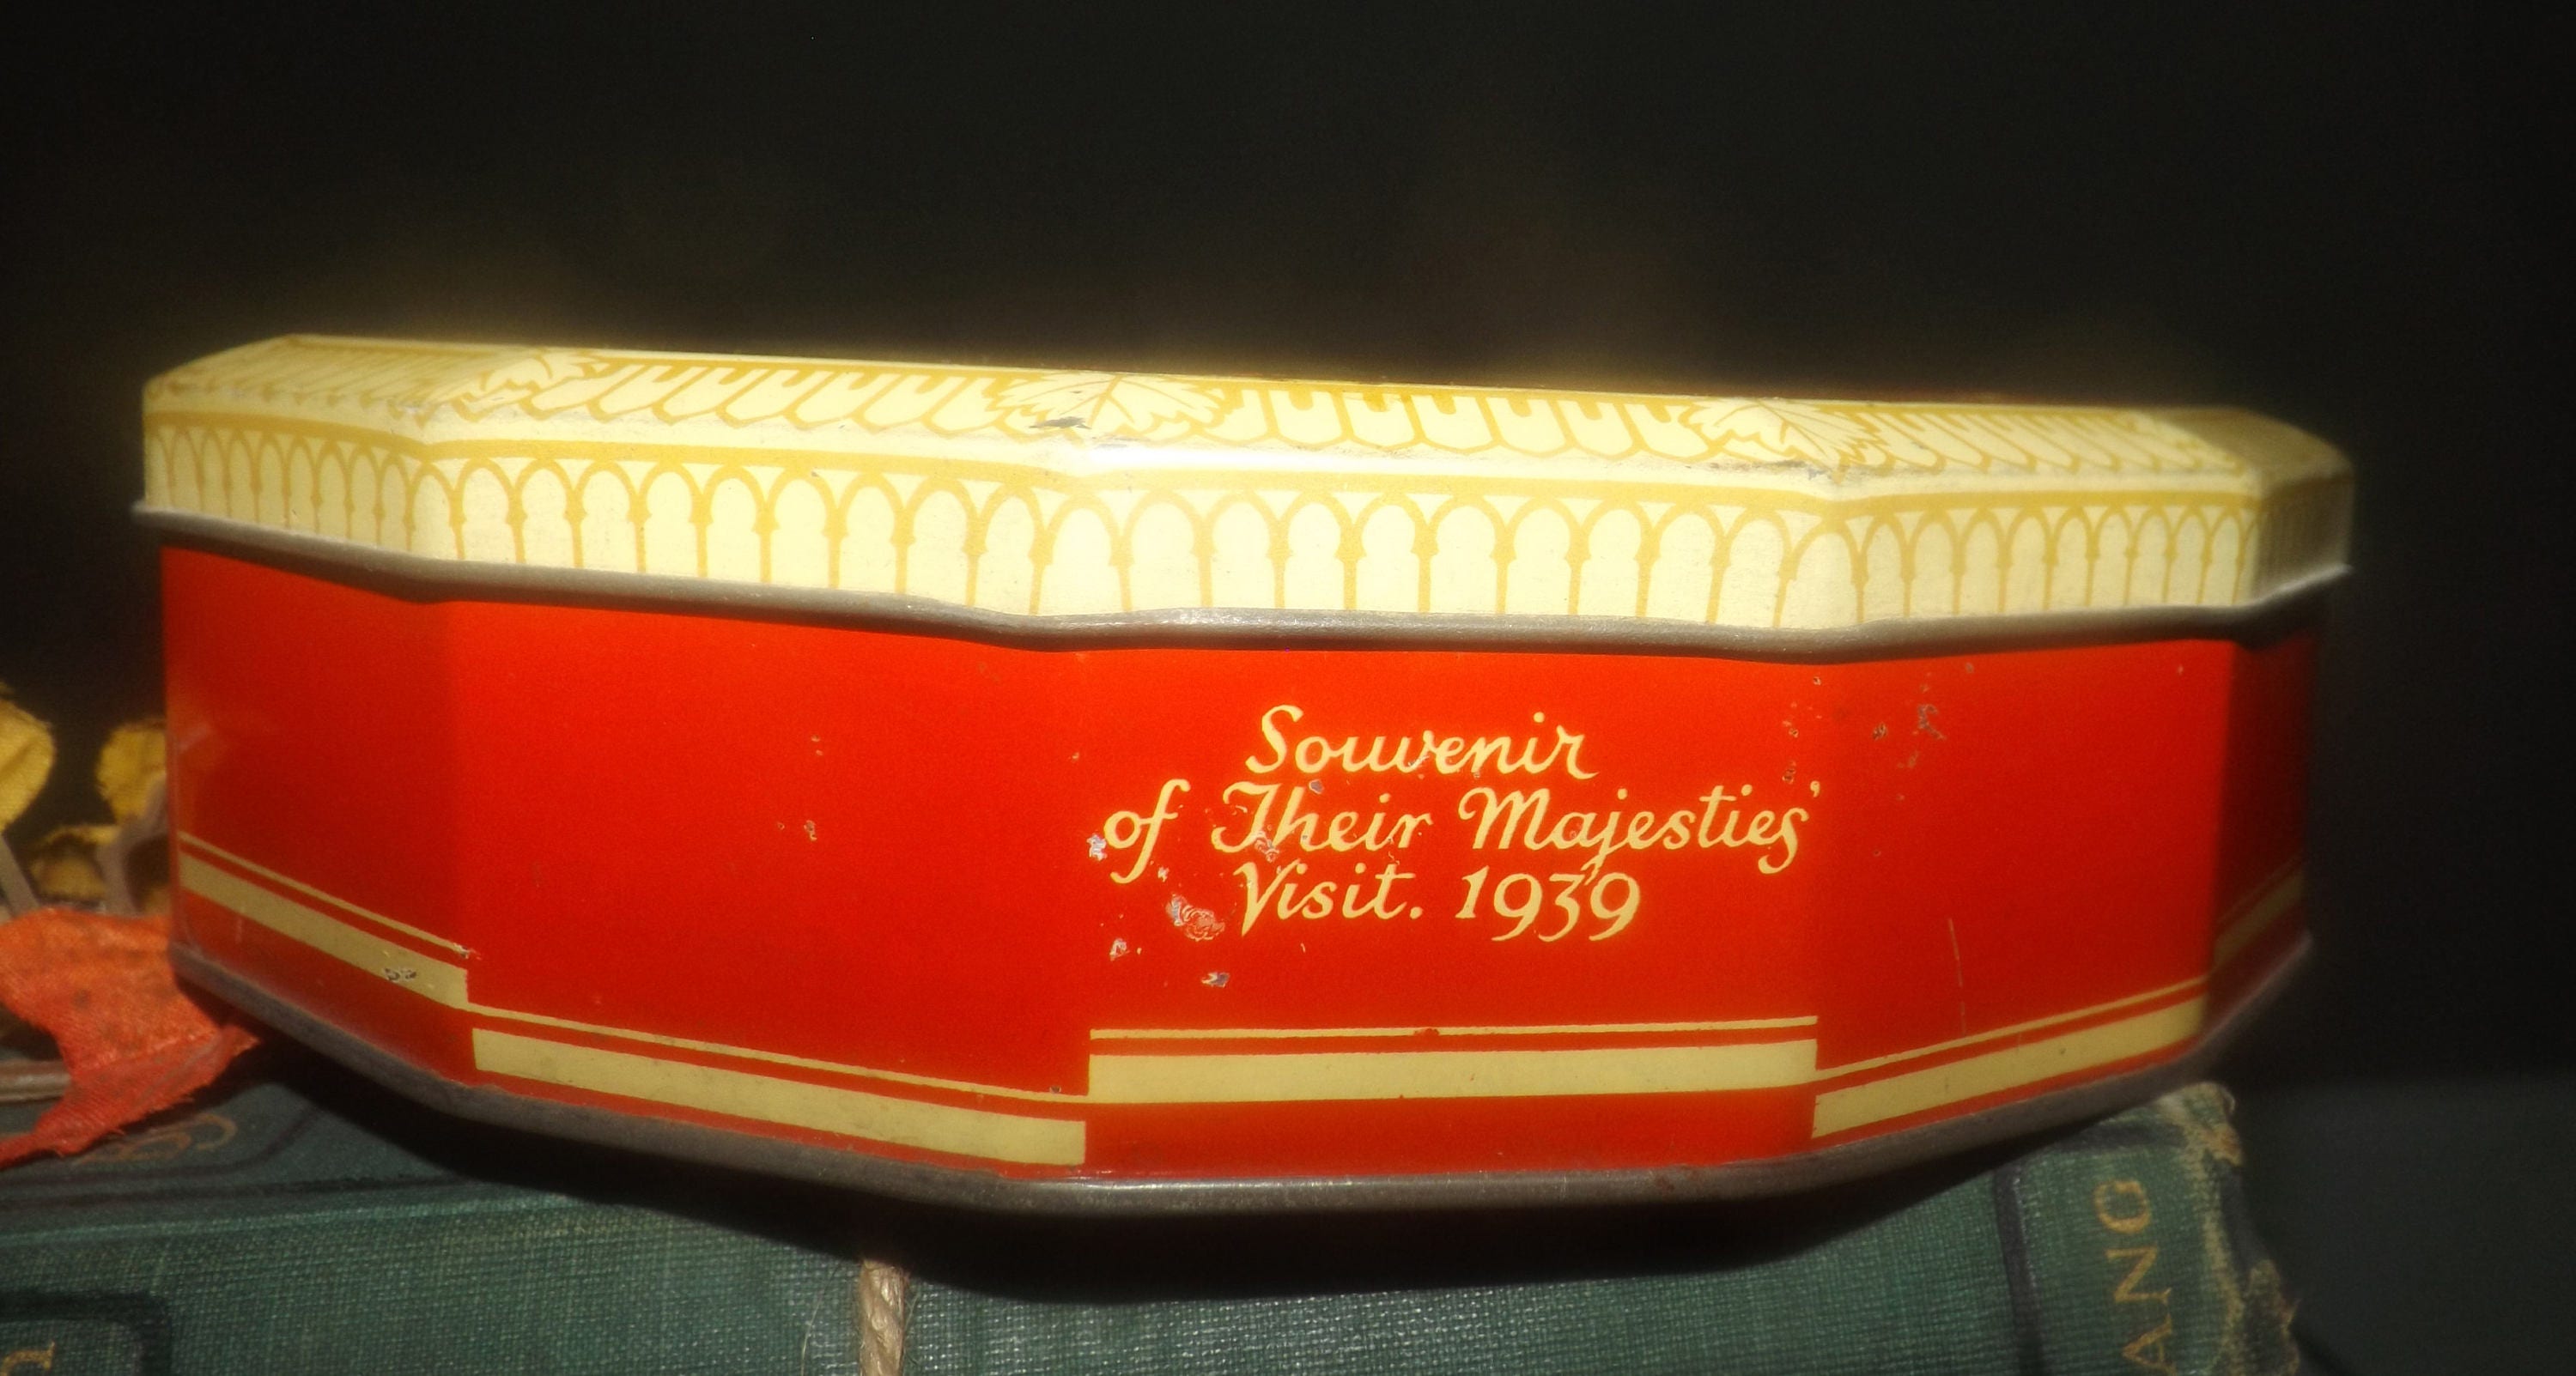 Souvenir
of Their Majesties'
Visit. 1939
ANG